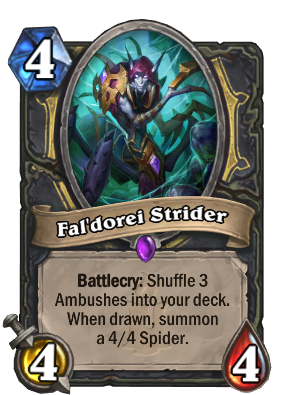 4
Fal'dorei Strider
Battlecry: Shuffle 3
Ambushes into your deck.
When drawn, summon
a 4/4 Spider.
4
4